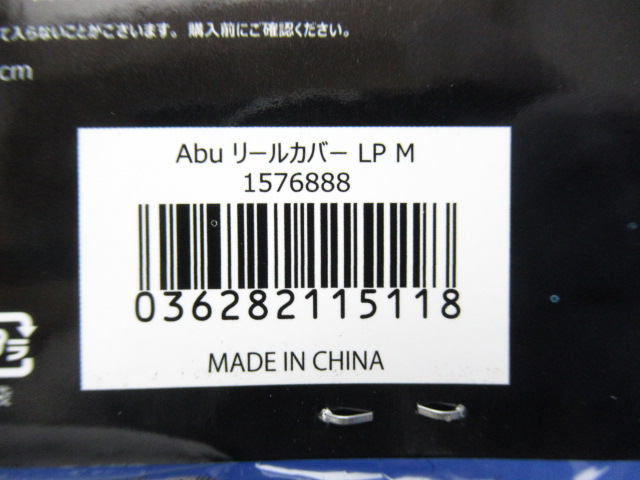 て入らないことがございます。購入前にご確認ください。
cm
Abu リールカバー LP M
1576888
036282115118
MADE IN CHINA
プラ